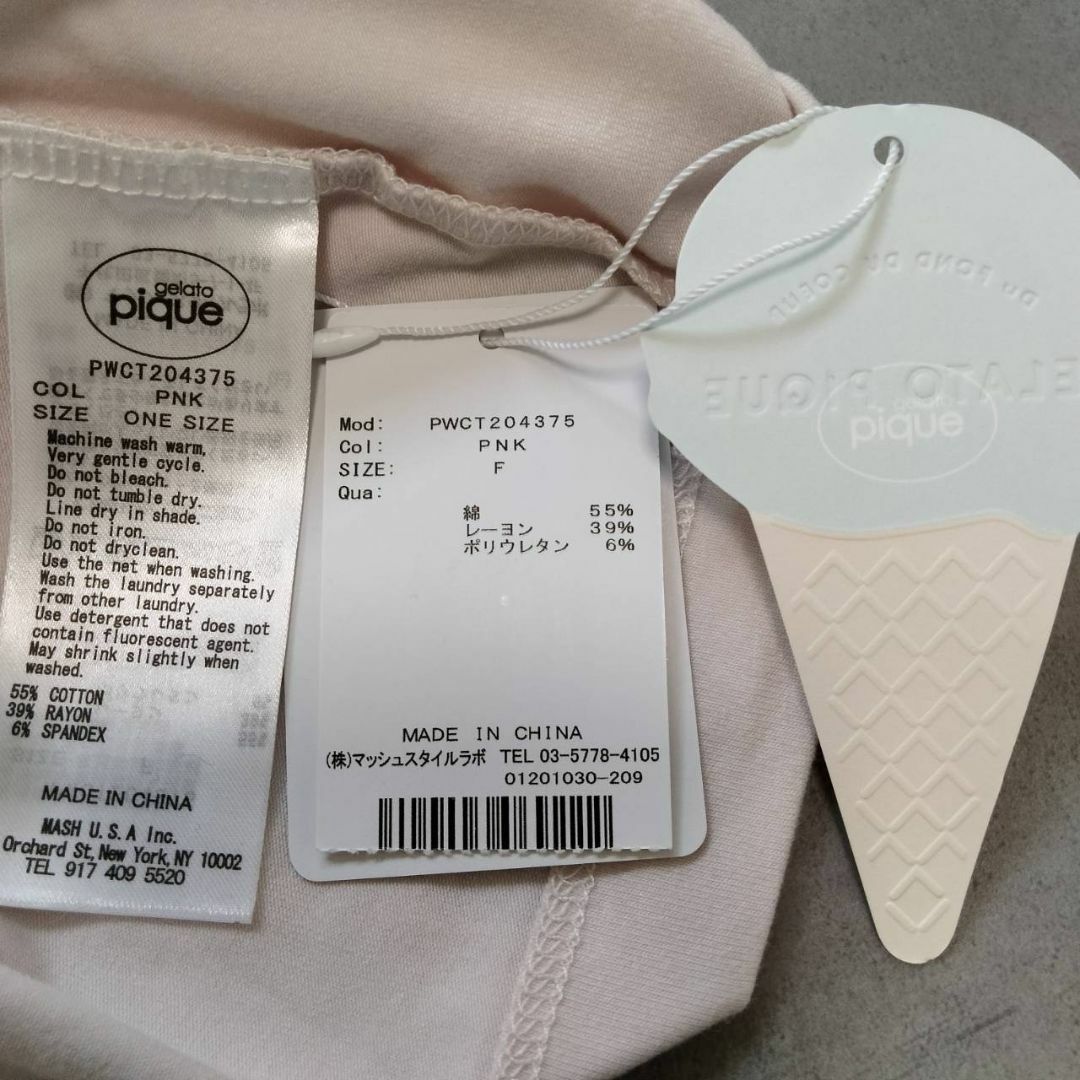 gelato
pique
PWCT204375
COL PNK
SIZE ONE SIZE
Machine wash warm,
Very gentle cycle.
Do not bleach.
Do not tumble dry.
Line dry in shade.
Do not iron.
Do not dryclean.
Use the net when washing.
Wash the laundry separately
from other laundry.
Use detergent that does not
contain fluorescent agent.
May shrink slightly when
washed.
55% COTTON
39% RAYON
6% SPANDEX
MADE IN CHINA
MASH U.S.A Inc.
Orchard St, New York, NY 10002
TEL 917 409 5520
Mod: PWCT204375
Col: PNK
SIZE: F
Qua:
綿 55%
レーヨン 39%
ポリウレタン 6%
MADE IN CHINA
(株)マッシュスタイルラボ TEL 03-5778-4105
01201030-209
DU FOND DU COEUR
GELATO PIQUE
pique